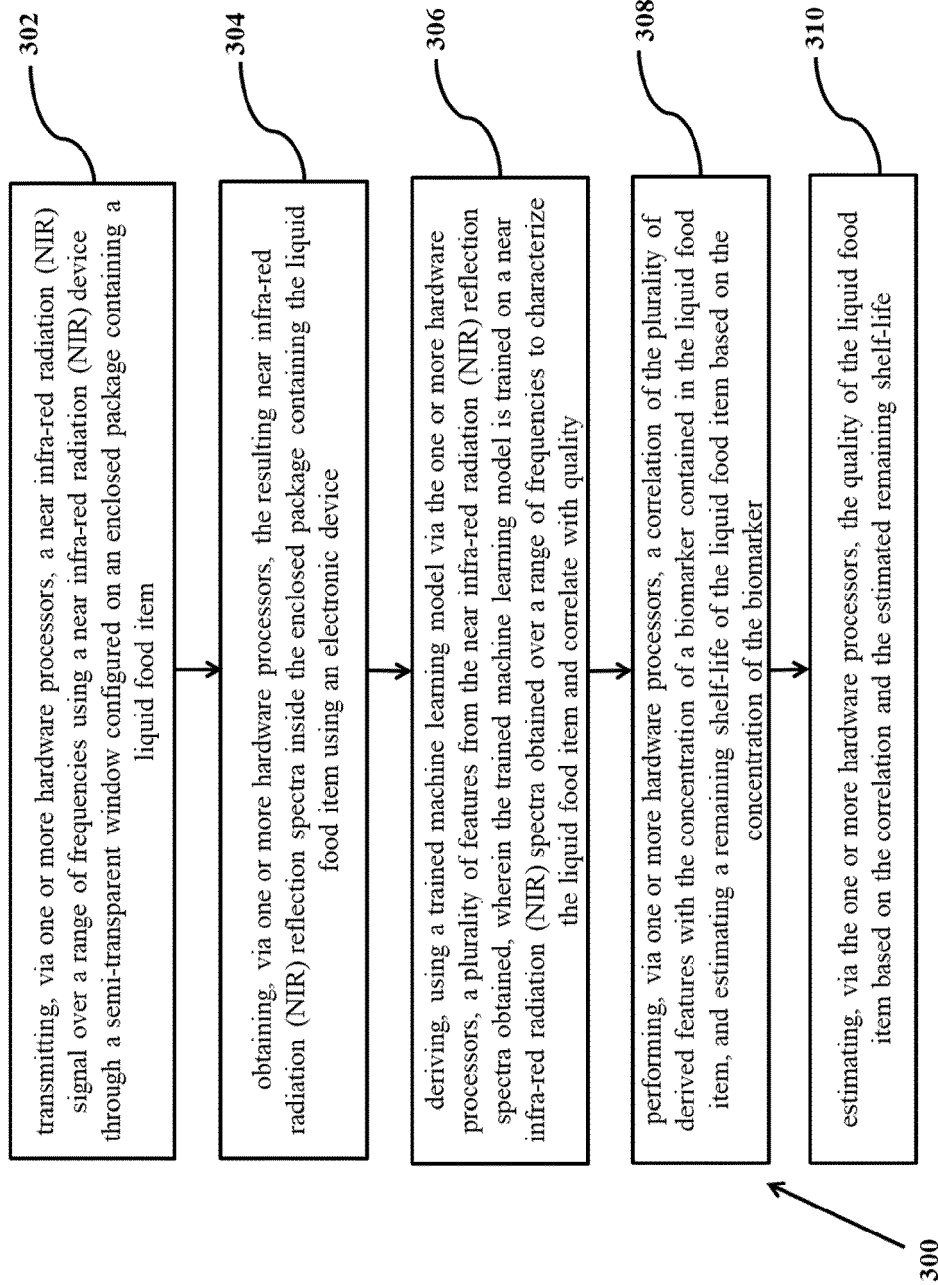 transmitting, via one or more hardware processors, a near infra-red radiation (NIR)
signal over a range of frequencies using a near infra-red radiation (NIR) device
through a semi-transparent window configured on an enclosed package containing a
liquid food item
302
obtaining, via one or more hardware processors, the resulting near infra-red
radiation (NIR) reflection spectra inside the enclosed package containing the liquid
food item using an electronic device
304
deriving, using a trained machine learning model via the one or more hardware
processors, a plurality of features from the near infra-red radiation (NIR) reflection
spectra obtained, wherein the trained machine learning model is trained on a near
infra-red radiation (NIR) spectra obtained over a range of frequencies to characterize
the liquid food item and correlate with quality
306
performing, via one or more hardware processors, a correlation of the plurality of
derived features with the concentration of a biomarker contained in the liquid food
item, and estimating a remaining shelf-life of the liquid food item based on the
concentration of the biomarker
308
estimating, via the one or more hardware processors, the quality of the liquid food
item based on the correlation and the estimated remaining shelf-life
310
300